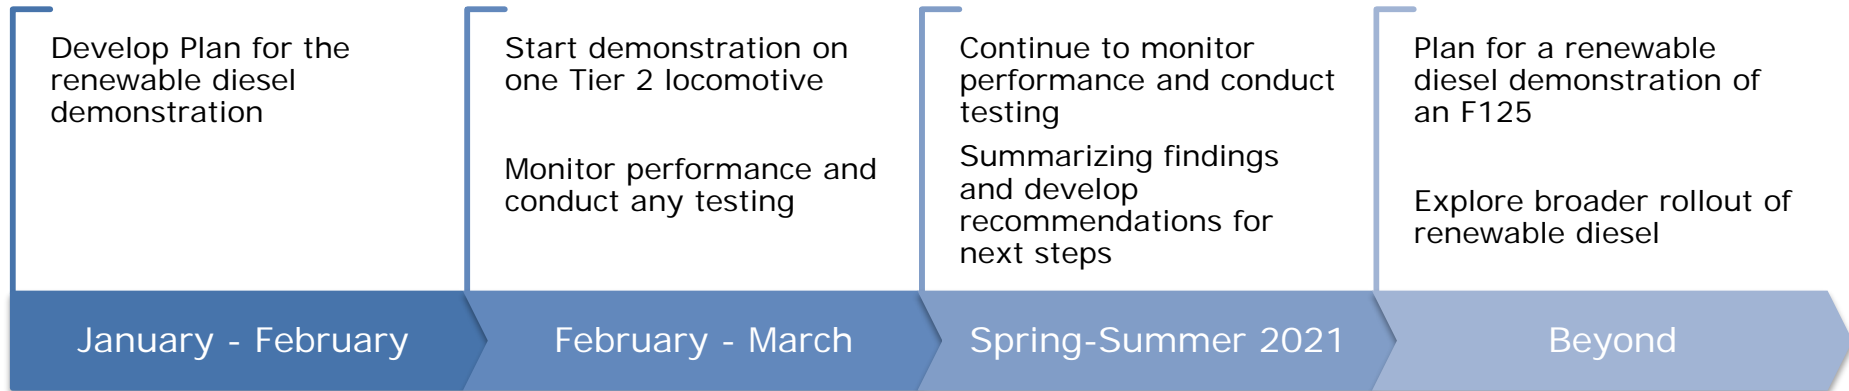 Develop Plan for the
renewable diesel
demonstration
Start demonstration on
one Tier 2 locomotive
Monitor performance and
conduct any testing
Continue to monitor
performance and conduct
testing
Summarizing findings
and develop
recommendations for
next steps
Plan for a renewable
diesel demonstration of
an F125
Explore broader rollout of
renewable diesel
January - February
February - March
Spring-Summer 2021
Beyond